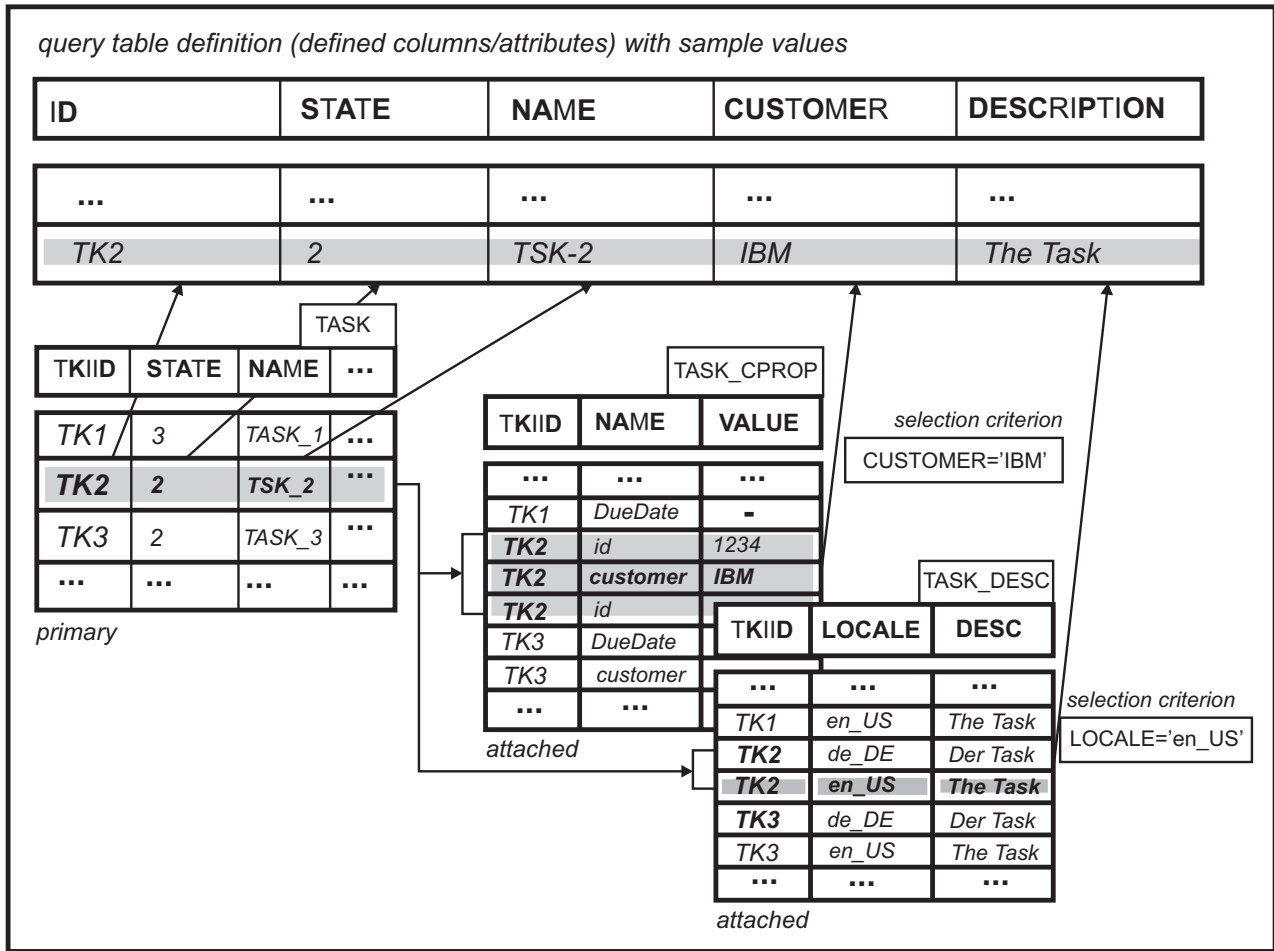 query table definition (defined columns/attributes) with sample values
ID STATE NAME CUSTOMER DESCRIPTION
... ... ... ... ...
TK2 2 TSK-2 IBM The Task
TASK
TKIID STATE NAME ...
TK1 3 TASK_1 ...
TK2 2 TSK_2 ...
TK3 2 TASK_3 ...
... ... ... ...
primary
TASK_CPROP
TKIID NAME VALUE
... ... ...
TK1 DueDate -
TK2 id 1234
TK2 customer IBM
TK2 id
TK3 DueDate
TK3 customer
... ...
attached
selection criterion
CUSTOMER='IBM'
TASK_DESC
TKIID LOCALE DESC
... ... ...
TK1 en_US The Task
TK2 de_DE Der Task
TK2 en_US The Task
TK3 de_DE Der Task
TK3 en_US The Task
... ... ...
attached
selection criterion
LOCALE='en_US'